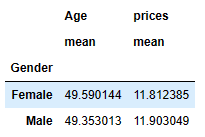 Age prices
mean mean
Gender
Female 49.590144 11.812385
Male 49.353013 11.903049